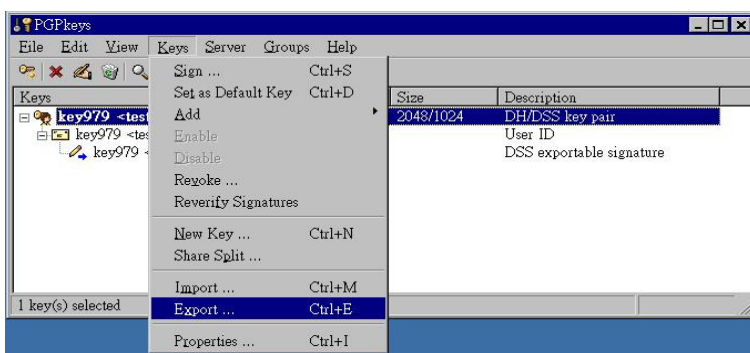 PGPkeys
File Edit View Keys Server Groups Help
Keys Size Description
key979 <test 2048/1024 DH/DSS key pair
key979 <tes User ID
key979 < DSS exportable signature
Sign ... Ctrl+S
Set as Default Key Ctrl+D
Add
Enable
Disable
Revoke ...
Reverify Signatures
New Key ... Ctrl+N
Share Split ...
Import ... Ctrl+M
Export ... Ctrl+E
Properties ... Ctrl+I
1 key(s) selected